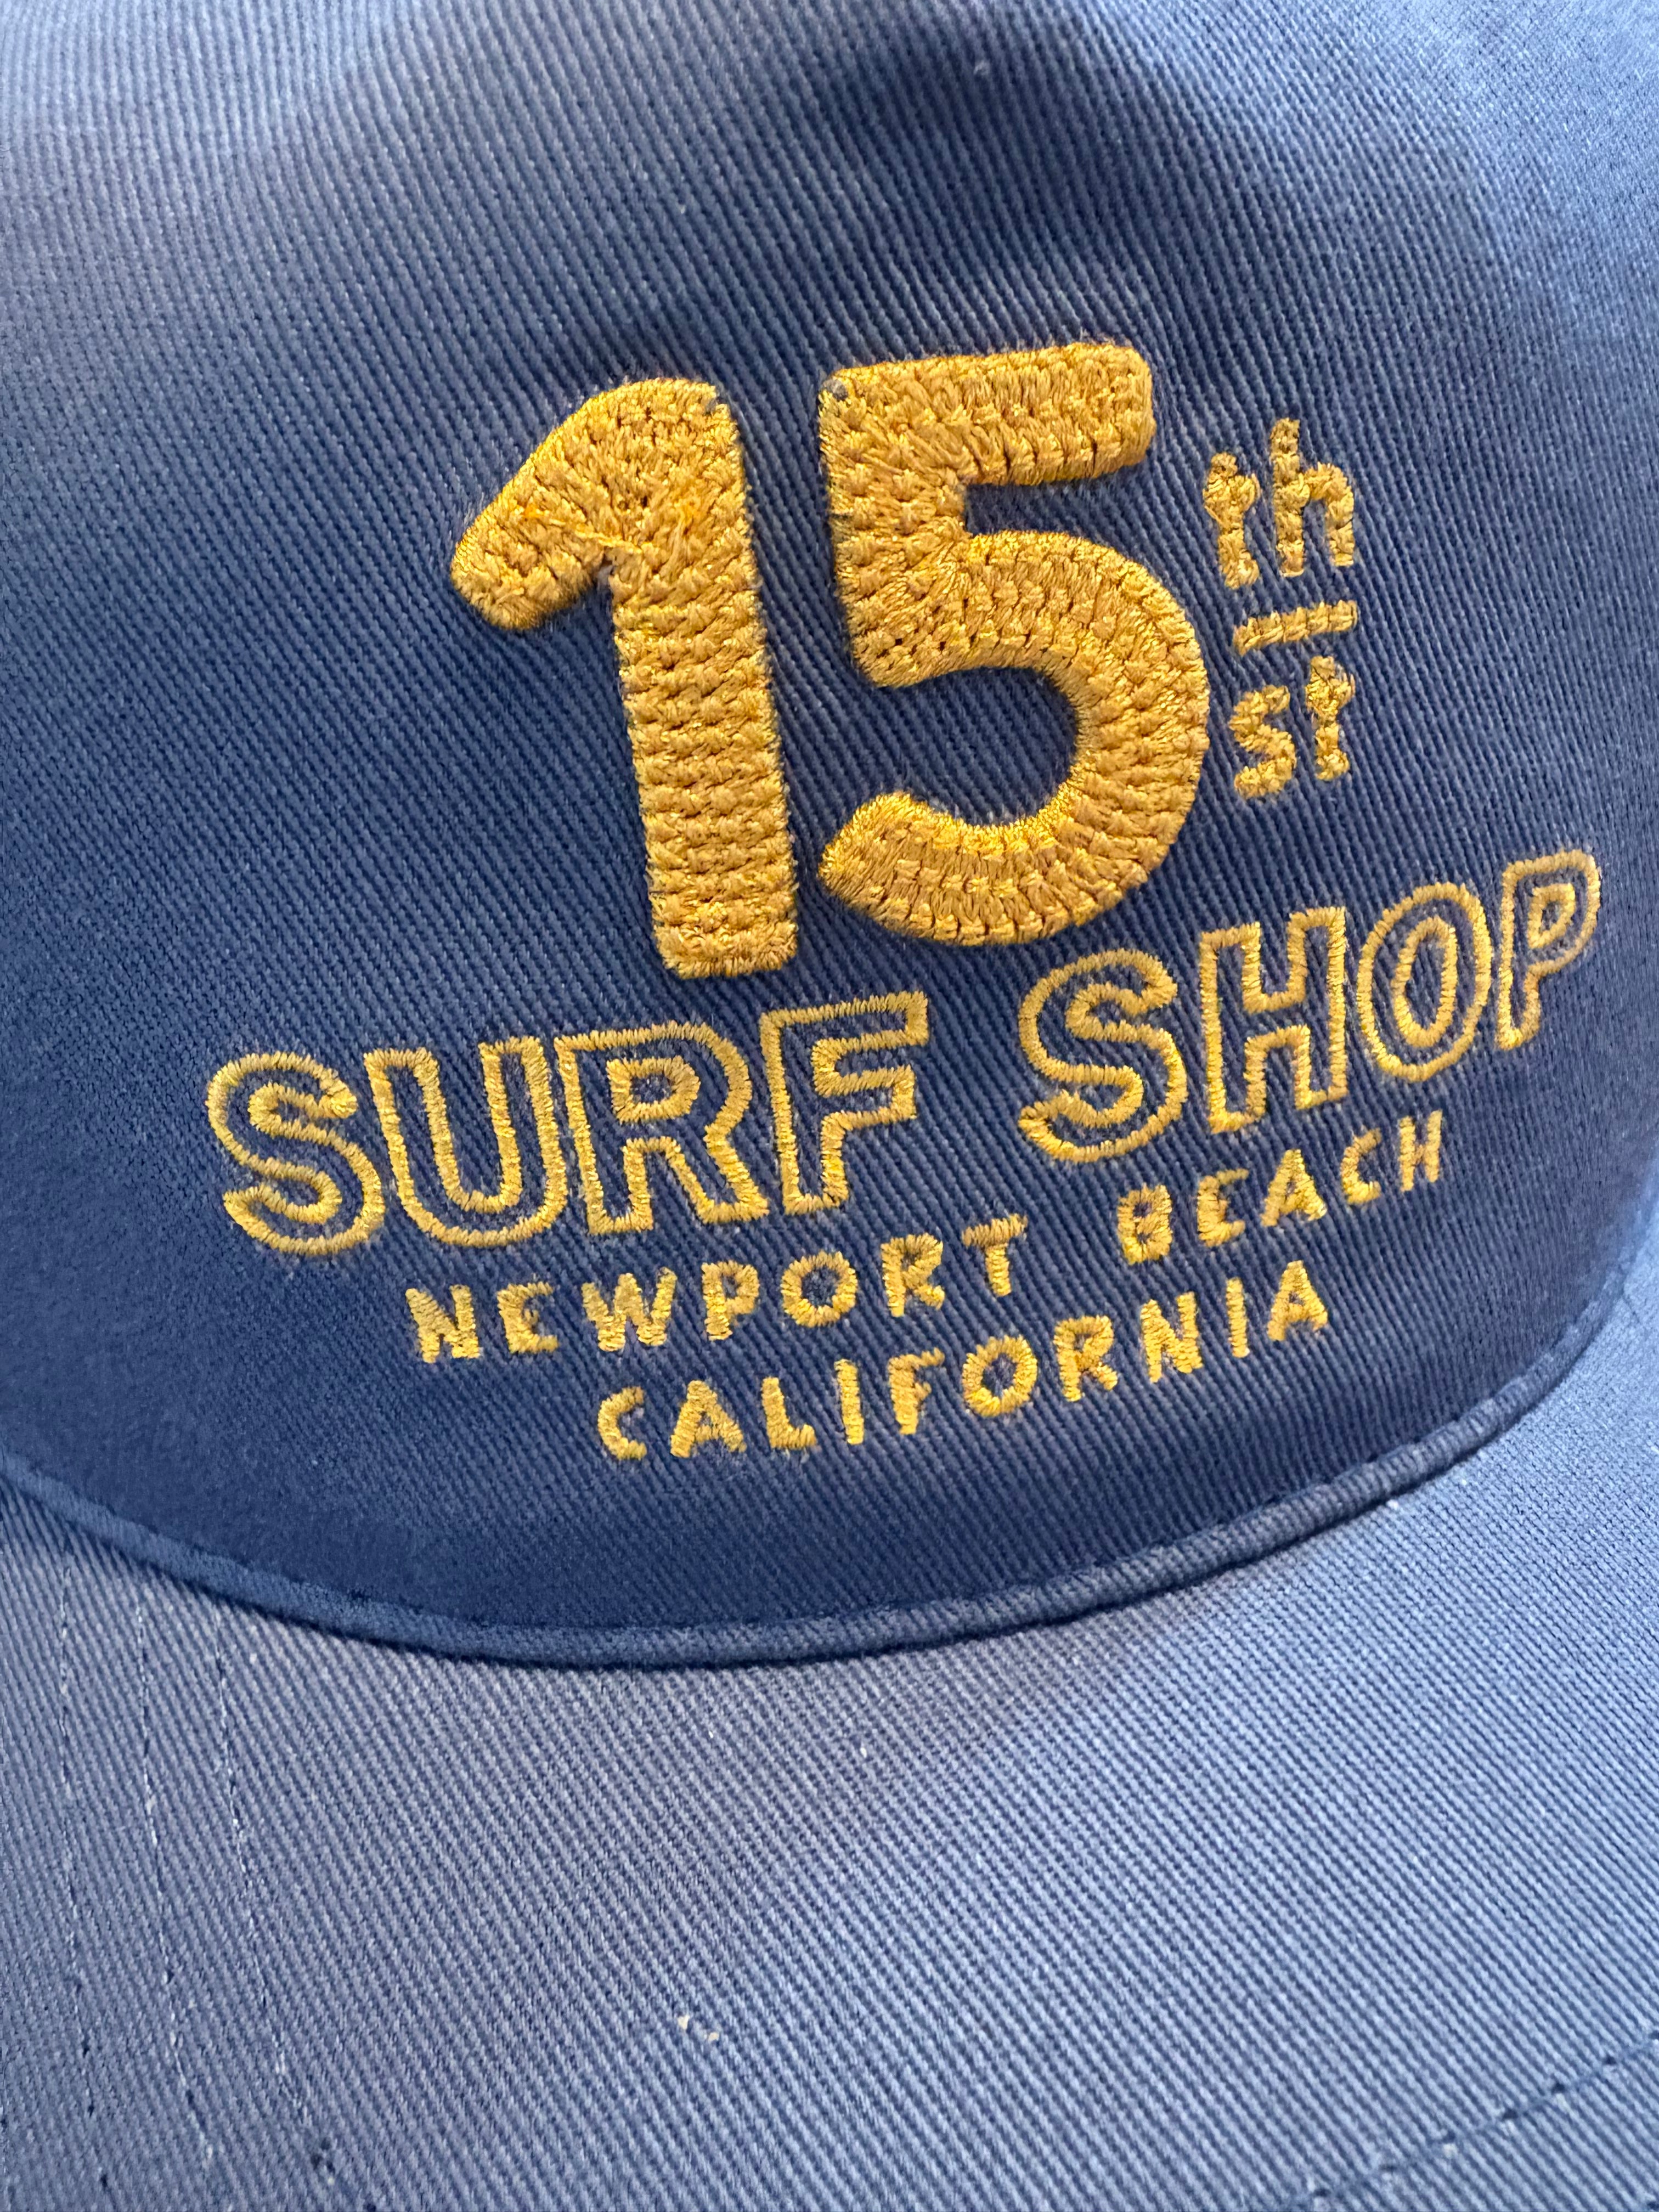 15th
st
SURF SHOP
NEWPORT BEACH
CALIFORNIA